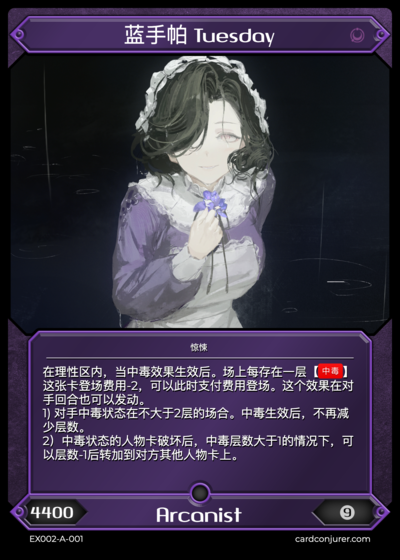 蓝手帕 Tuesday
惊悚
在理性区内，当中毒效果生效后。场上每存在一层【中毒】
这张卡登场费用-2，可以此时支付费用登场。这个效果在对
手回合也可以发动。
1) 对手中毒状态在不大于2层的场合。中毒生效后，不再减
少层数。
2）中毒状态的人物卡破坏后，中毒层数大于1的情况下，可
以层数-1后转加到对方其他人物卡上。
4400
Arcanist
9
EX002-A-001
cardconjurer.com